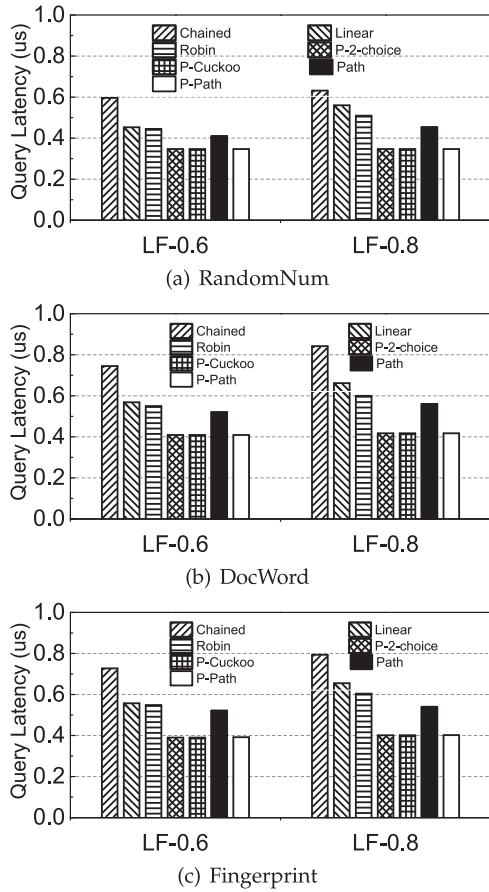 Query Latency (us)
1.0
0.8
0.6
0.4
0.2
0.0
Chained
Linear
Robin
P-2-choice
P-Cuckoo
Path
P-Path
LF-0.6
LF-0.8
(a) RandomNum
Query Latency (us)
1.0
0.8
0.6
0.4
0.2
0.0
Chained
Linear
Robin
P-2-choice
P-Cuckoo
Path
P-Path
LF-0.6
LF-0.8
(b) DocWord
Query Latency (us)
1.0
0.8
0.6
0.4
0.2
0.0
Chained
Linear
Robin
P-2-choice
P-Cuckoo
Path
P-Path
LF-0.6
LF-0.8
(c) Fingerprint